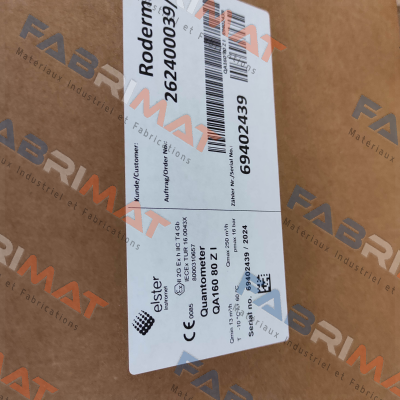 Kunde/Customer: Roderm
Auftrag/Order No.: 262400039/
Zähler Nr./Serial No.: 69402439
elster
CE 0085
II 2G Ex h IIC T4 Gb
IECEx TUR 16.0043X
Quantometer
QA160 80 Z I
Qmin 13 m³/h Qmax 250 m³/h
pmax 16 bar
Serial no. 69402439 / 2024
FABRIMAT
Materiaux Industriel et Fabrications